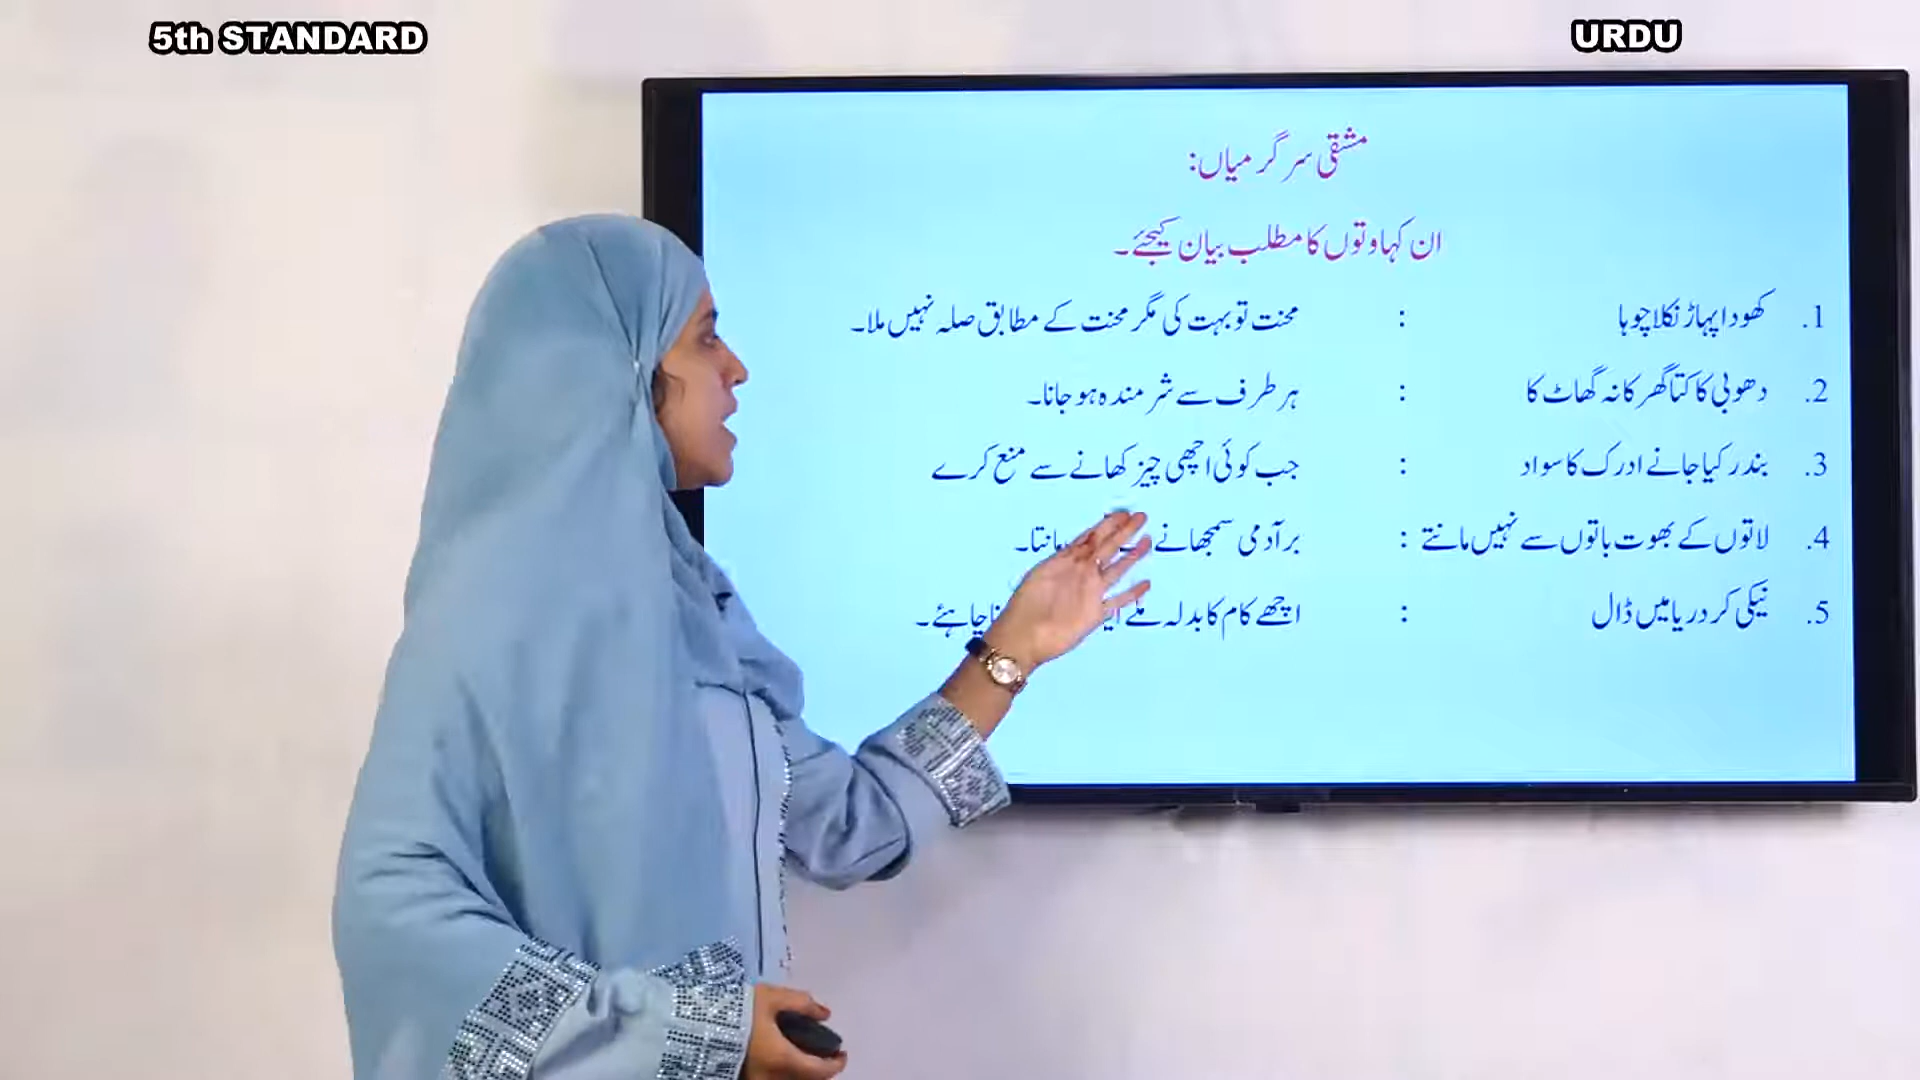 5th STANDARD
URDU
مشقی سرگرمیاں:
ان کہاوتوں کا مطلب بیان کیجئے۔
1. کھودا پہاڑ نکلا چوہا : محنت تو بہت کی مگر محنت کے مطابق صلہ نہیں ملا۔
2. دھوبی کا کتا گھر کا نہ گھاٹ کا : ہر طرف سے شرمندہ ہو جانا۔
3. بندر کیا جانے ادرک کا سواد : جب کوئی اچھی چیز کھانے سے منع کرے
4. لاتوں کے بھوت باتوں سے نہیں مانتے : برآدمی سمجھانے مانتا۔
5. نیکی کر دریا میں ڈال : اچھے کام کا بدلہ ملے چاہئے۔